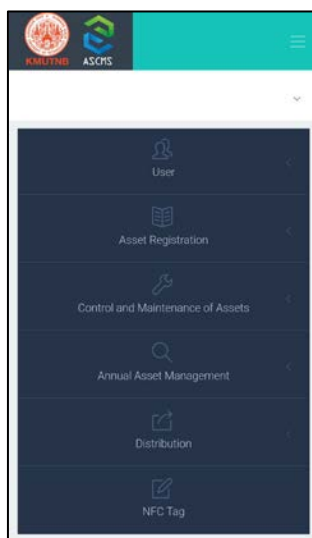 KMUTNB ASCMS
User
Asset Registration
Control and Maintenance of Assets
Annual Asset Management
Distribution
NFC Tag